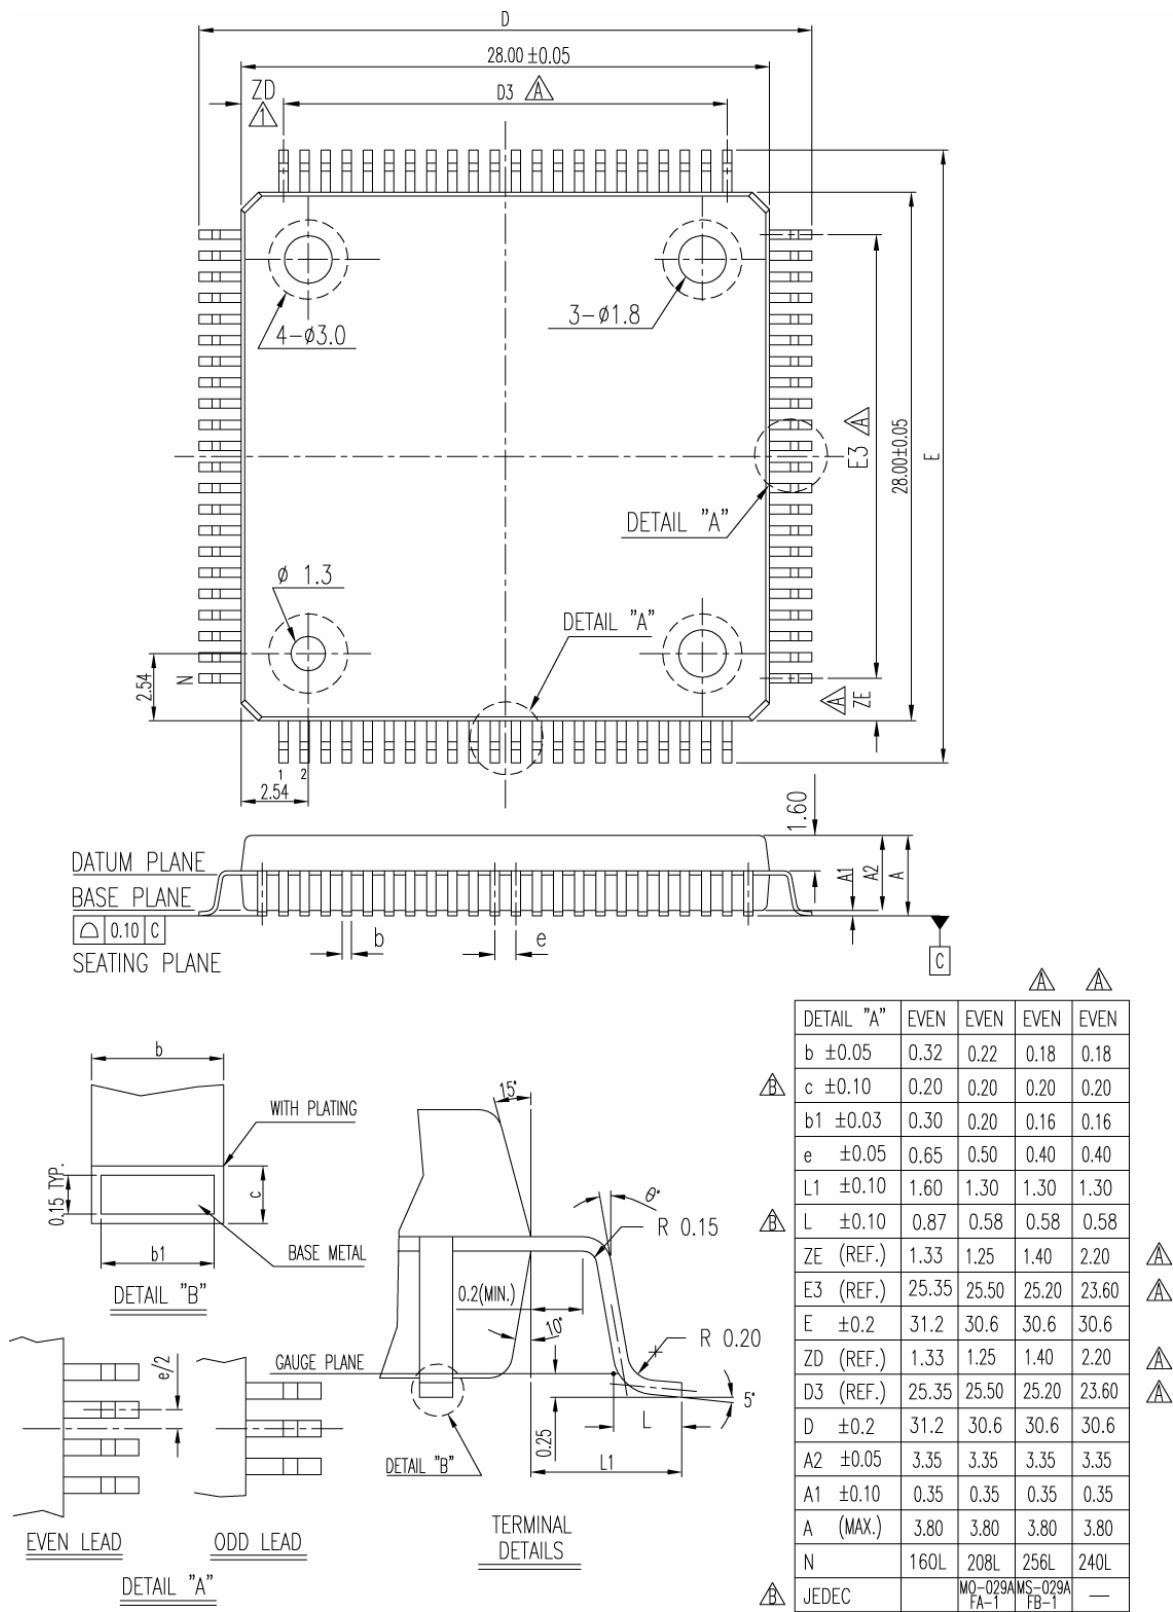 D
28.00 ±0.05
ZD
1
D3 A
4-ø3.0
3-ø1.8
E3 A
28.00±0.05
E
DETAIL "A"
ø 1.3
DETAIL "A"
2.54
N
A ZE
1 2
2.54
1.60
DATUM PLANE
BASE PLANE
0.10 C
SEATING PLANE
b
e
A1
A2
A
C
A A
DETAIL "A" EVEN EVEN EVEN EVEN
b ±0.05 0.32 0.22 0.18 0.18
B c ±0.10 0.20 0.20 0.20 0.20
b1 ±0.03 0.30 0.20 0.16 0.16
e ±0.05 0.65 0.50 0.40 0.40
L1 ±0.10 1.60 1.30 1.30 1.30
B L ±0.10 0.87 0.58 0.58 0.58
ZE (REF.) 1.33 1.25 1.40 2.20 A
E3 (REF.) 25.35 25.50 25.20 23.60 A
E ±0.2 31.2 30.6 30.6 30.6
ZD (REF.) 1.33 1.25 1.40 2.20 A
D3 (REF.) 25.35 25.50 25.20 23.60 A
D ±0.2 31.2 30.6 30.6 30.6
A2 ±0.05 3.35 3.35 3.35 3.35
A1 ±0.10 0.35 0.35 0.35 0.35
A (MAX.) 3.80 3.80 3.80 3.80
N 160L 208L 256L 240L
B JEDEC MO-029A FA-1 MS-029A FB-1 —
b
WITH PLATING
0.15 TYP.
c
b1
BASE METAL
DETAIL "B"
15°
θ°
R 0.15
0.2(MIN.)
10°
R 0.20
GAUGE PLANE
5°
0.25
L
L1
DETAIL "B"
TERMINAL
DETAILS
e/2
EVEN LEAD
ODD LEAD
DETAIL "A"